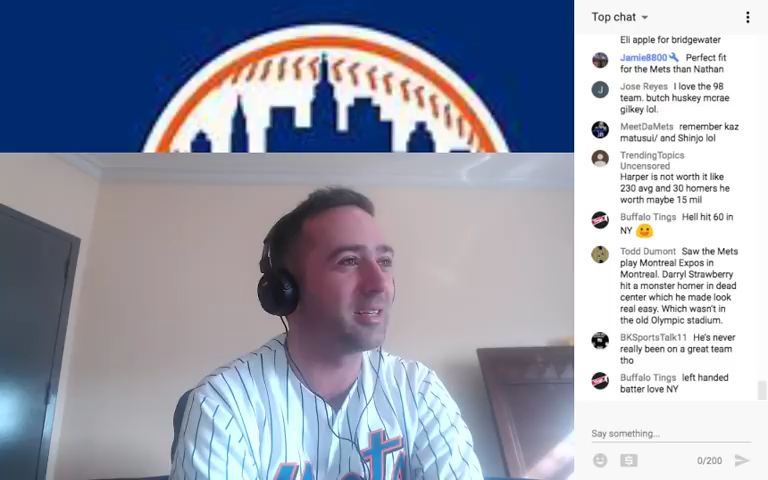 Top chat
Eli apple for bridgewater
Jamie8800 Perfect fit
for the Mets than Nathan
J
Jose Reyes I love the 98
team. butch huskey mcrae
gilkey lol.
MeetDaMets remember kaz
matusui/ and Shinjo lol
TrendingTopics
Uncensored
Harper is not worth it like
230 avg and 30 homers he
worth maybe 15 mil
Buffalo Tings Hell hit 60 in
NY
Todd Dumont Saw the Mets
play Montreal Expos in
Montreal. Darryl Strawberry
hit a monster homer in dead
center which he made look
real easy. Which wasn't in
the old Olympic stadium.
BKSportsTalk11 He's never
really been on a great team
tho
Buffalo Tings left handed
batter love NY
Say something...
0/200
Mets